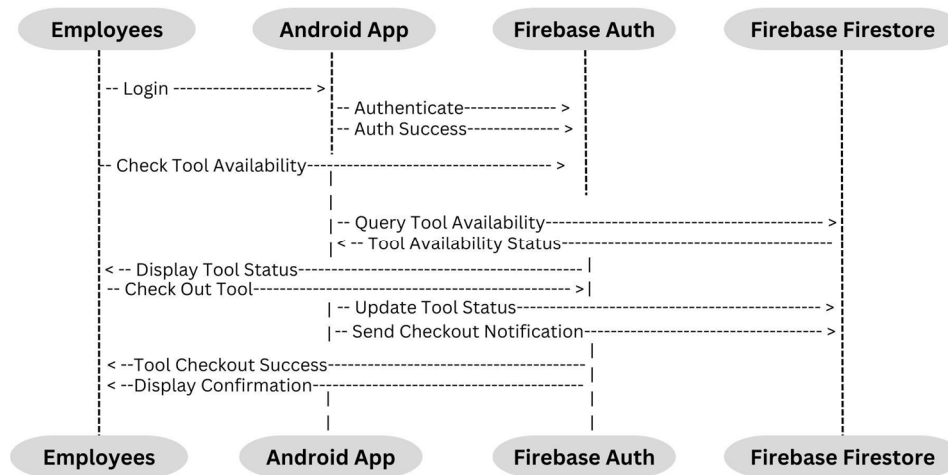 Employees Android App Firebase Auth Firebase Firestore
Login
Authenticate
Auth Success
Check Tool Availability
Query Tool Availability
Tool Availability Status
Display Tool Status
Check Out Tool
Update Tool Status
Send Checkout Notification
Tool Checkout Success
Display Confirmation
Employees Android App Firebase Auth Firebase Firestore